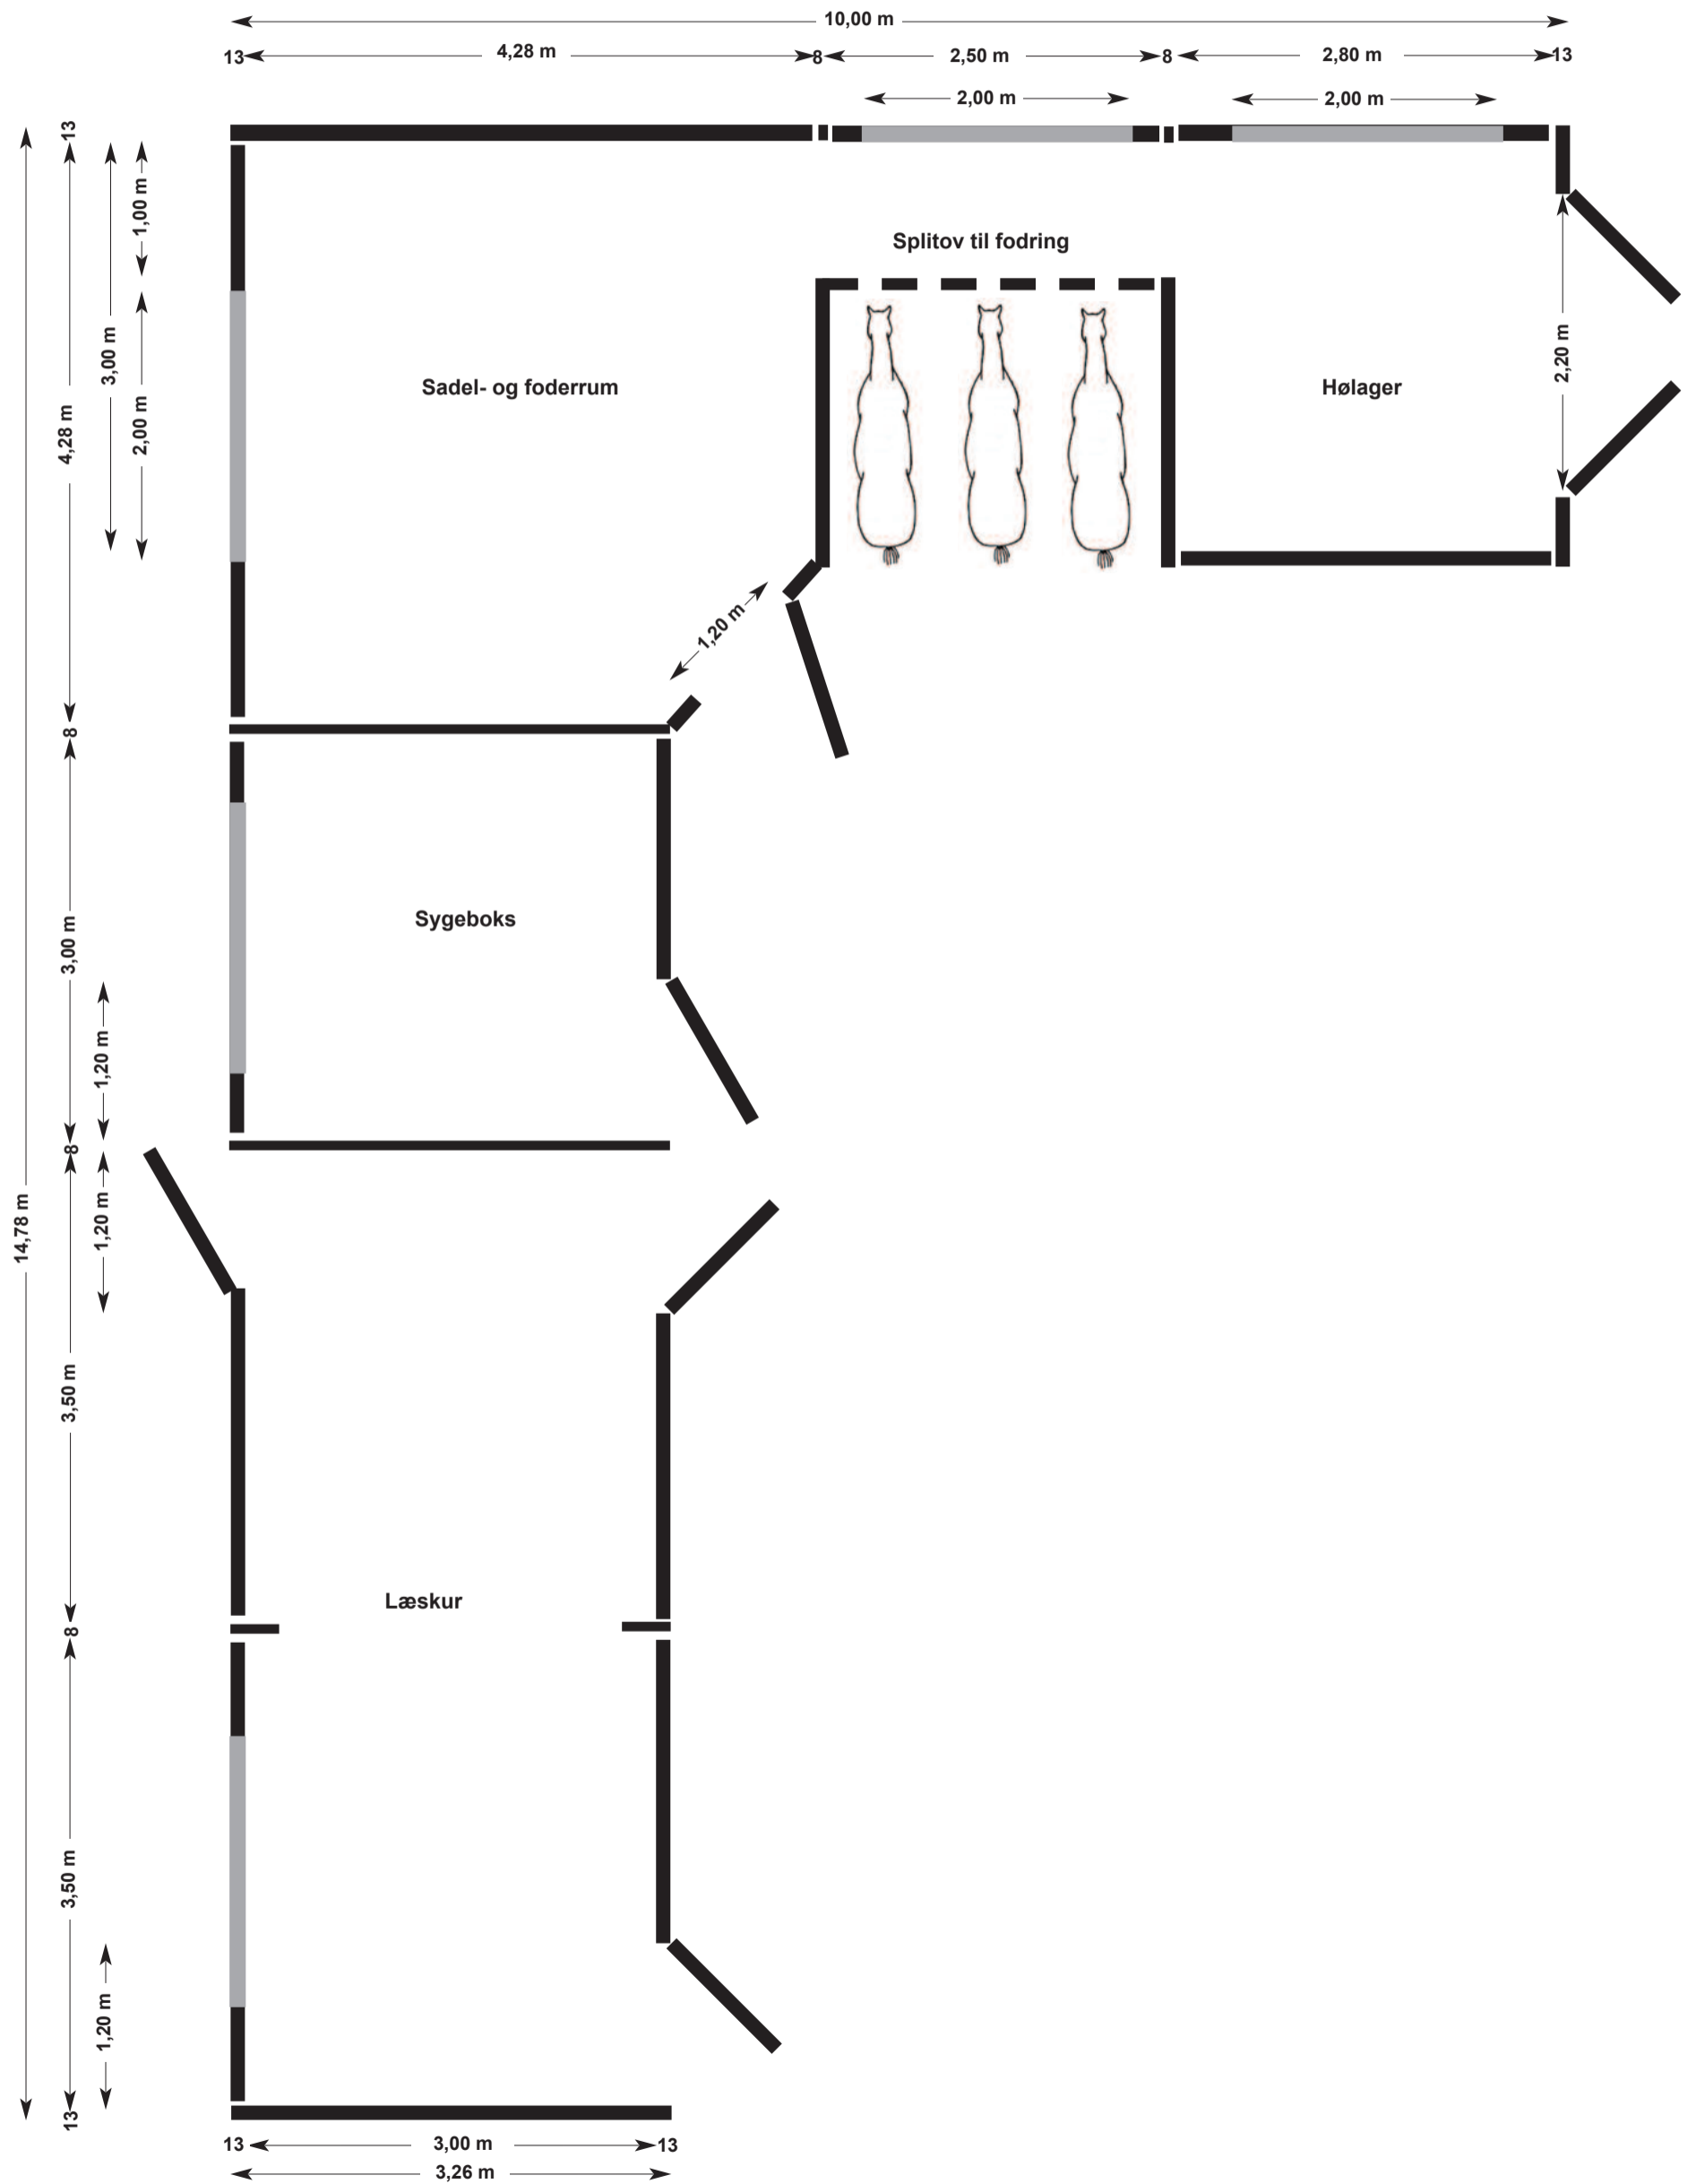 10,00 m
13
4,28 m
8
2,50 m
8
2,80 m
13
2,00 m
2,00 m
13
1,00 m
Splitov til fodring
3,00 m
2,20 m
Sadel- og foderrum
Hølager
4,28 m
2,00 m
1,20 m
8
Sygeboks
3,00 m
1,20 m
8
14,78 m
1,20 m
3,50 m
Læskur
8
3,50 m
1,20 m
13
13
3,00 m
13
3,26 m